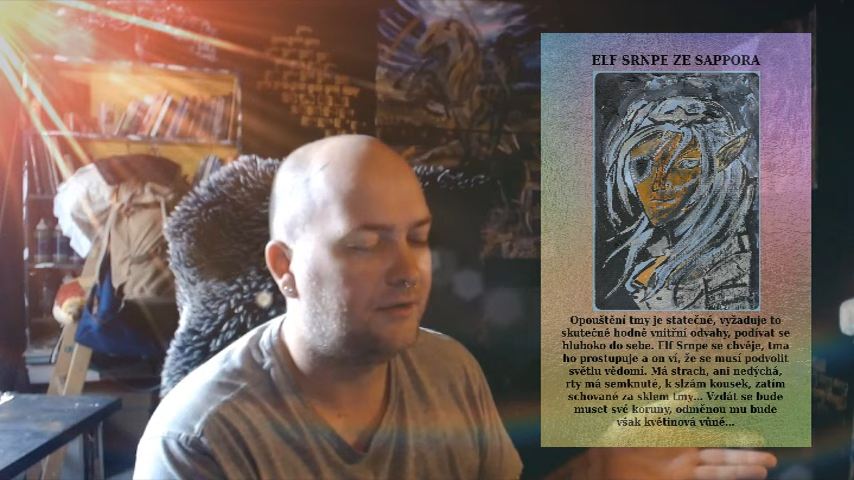 ELF SRNPE ZE SAPPORA
Opouštění tmy je statečné, vyžaduje to
skutečné hodně vnitřní odvahy, podívat se
hluboko do sebe. Elf Srnpe se chvěje, tma
ho prostupuje a on ví, že se musí podvolit
světlu vědomí. Má strach, ani nedýchá,
rty má semknuté, k slzám kousek, zatím
schované za sklem tmy... Vzdát se bude
muset své koruny, odměnou mu bude
však květinová vůně...